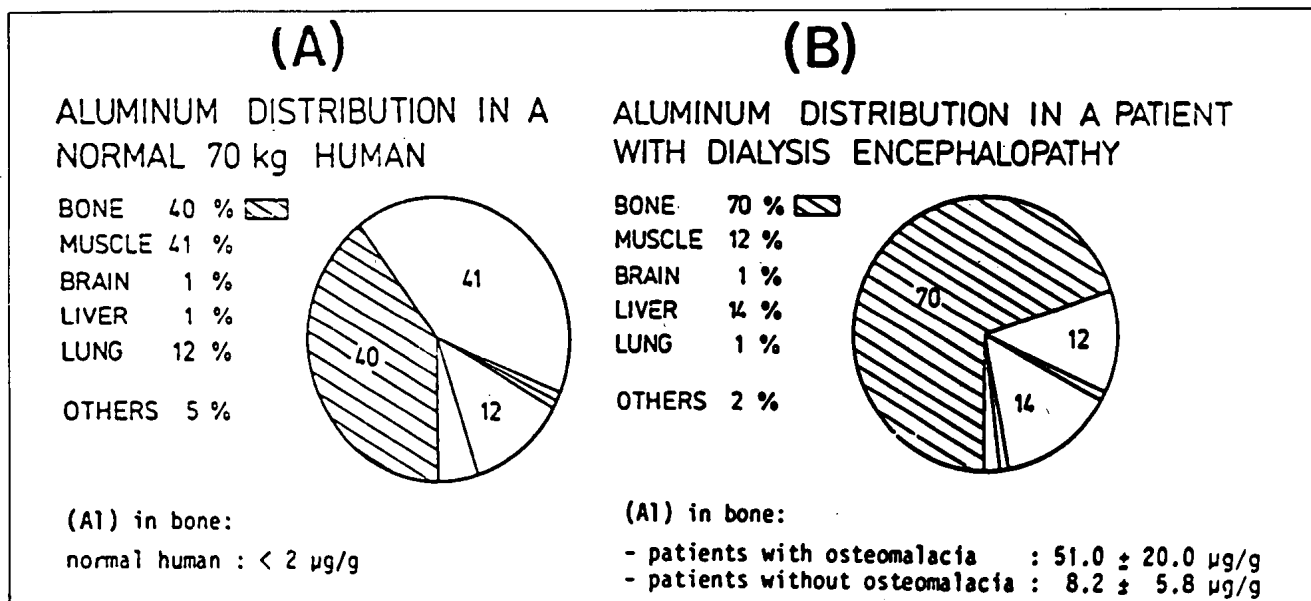 (A)
ALUMINUM DISTRIBUTION IN A
NORMAL 70 kg HUMAN
BONE 40 %
MUSCLE 41 %
BRAIN 1 %
LIVER 1 %
LUNG 12 %
OTHERS 5 %
41
40
12
(Al) in bone:
normal human : < 2 µg/g
(B)
ALUMINUM DISTRIBUTION IN A PATIENT
WITH DIALYSIS ENCEPHALOPATHY
BONE 70 %
MUSCLE 12 %
BRAIN 1 %
LIVER 14 %
LUNG 1 %
OTHERS 2 %
70
12
14
(Al) in bone:
- patients with osteomalacia : 51.0 ± 20.0 µg/g
- patients without osteomalacia : 8.2 ± 5.8 µg/g